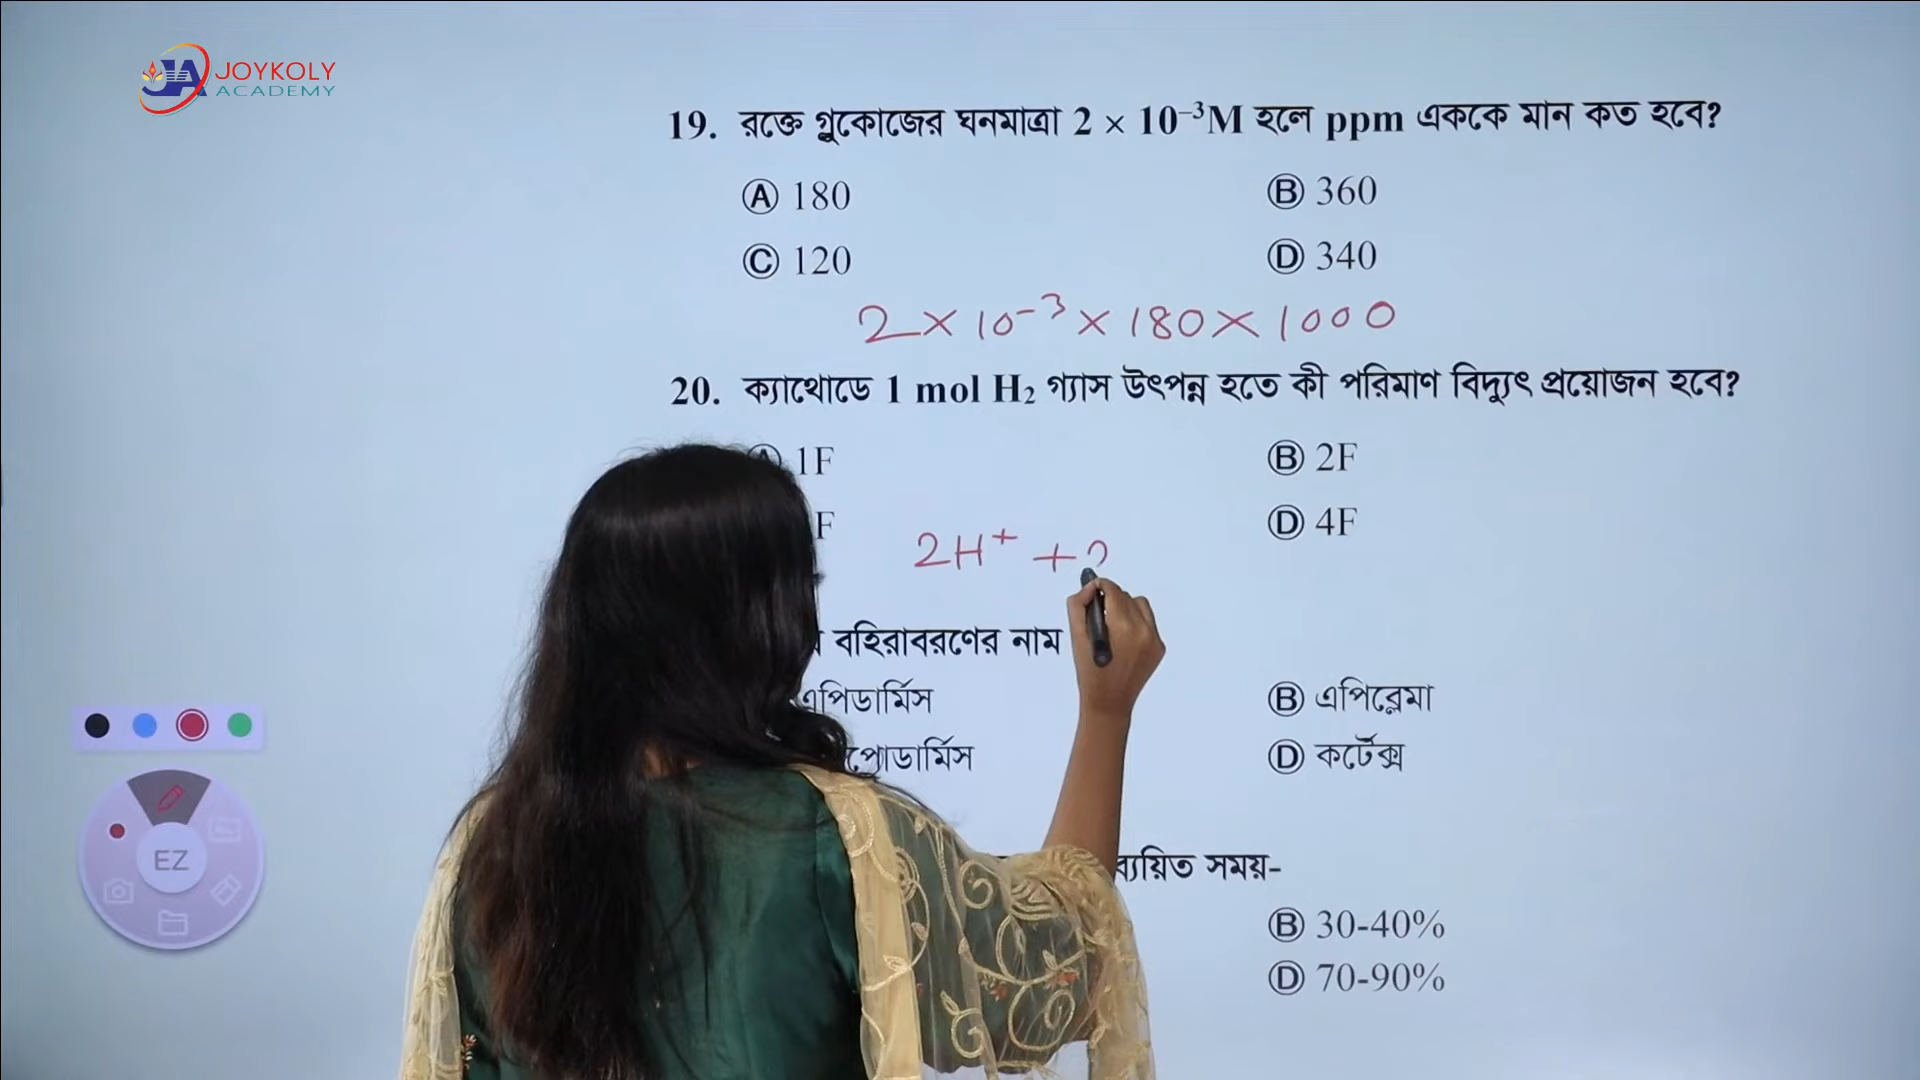 JOYKOLY
ACADEMY
19. রক্তে গ্লুকোজের ঘনমাত্রা 2 × 10⁻³M হলে ppm এককে মান কত হবে?
Ⓐ 180 Ⓑ 360
Ⓒ 120 Ⓓ 340
2 × 10⁻³ × 180 × 1000
20. ক্যাথোডে 1 mol H₂ গ্যাস উৎপন্ন হতে কী পরিমাণ বিদ্যুৎ প্রয়োজন হবে?
Ⓐ 1F Ⓑ 2F
F Ⓓ 4F
2H⁺ + 2
বহিরাবরণের নাম
এপিডার্মিস Ⓑ এপিব্লেমা
পোডার্মিস Ⓓ কর্টেক্স
ব্যয়িত সময়-
Ⓑ 30-40%
Ⓓ 70-90%
EZ